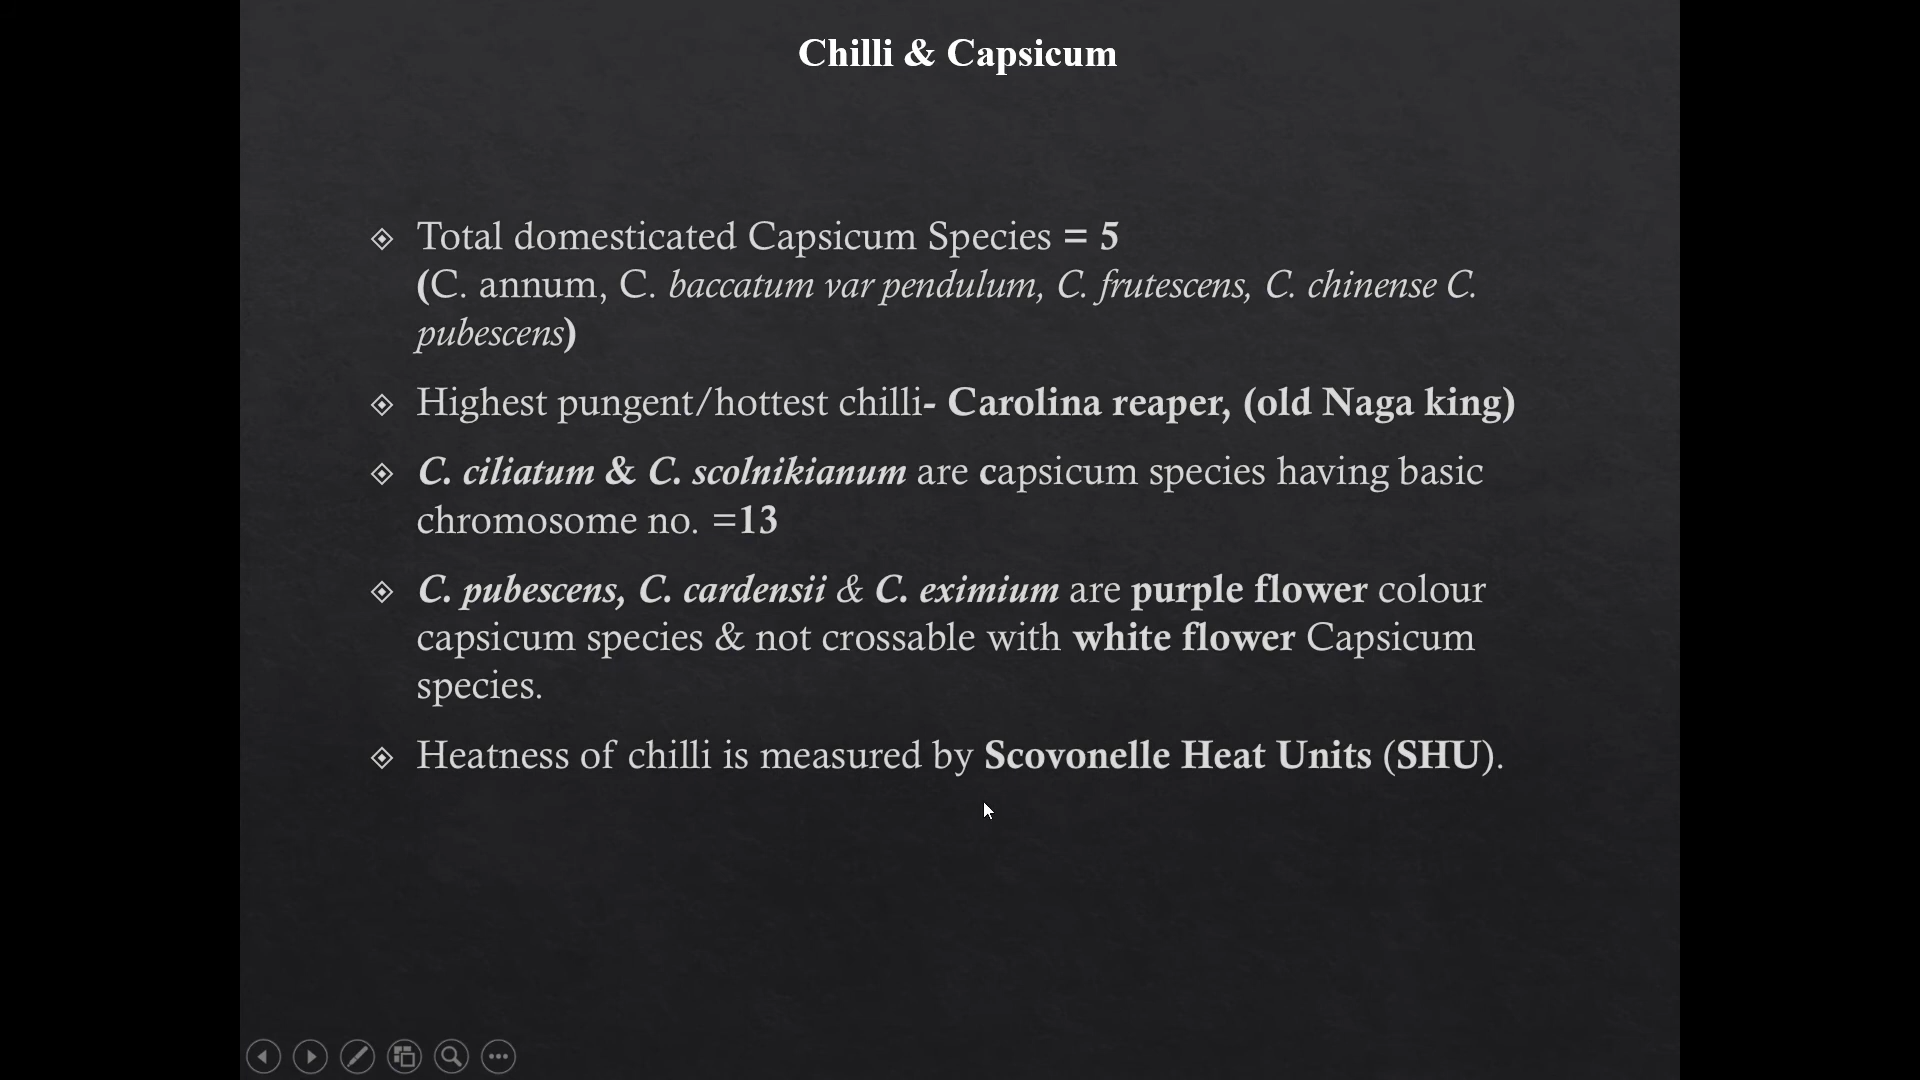 Chilli & Capsicum
Total domesticated Capsicum Species = 5
(C. annum, C. baccatum var pendulum, C. frutescens, C. chinense C.
pubescens)
Highest pungent/hottest chilli- Carolina reaper, (old Naga king)
C. ciliatum & C. scolnikianum are capsicum species having basic
chromosome no. =13
C. pubescens, C. cardensii & C. eximium are purple flower colour
capsicum species & not crossable with white flower Capsicum
species.
Heatness of chilli is measured by Scovonelle Heat Units (SHU).